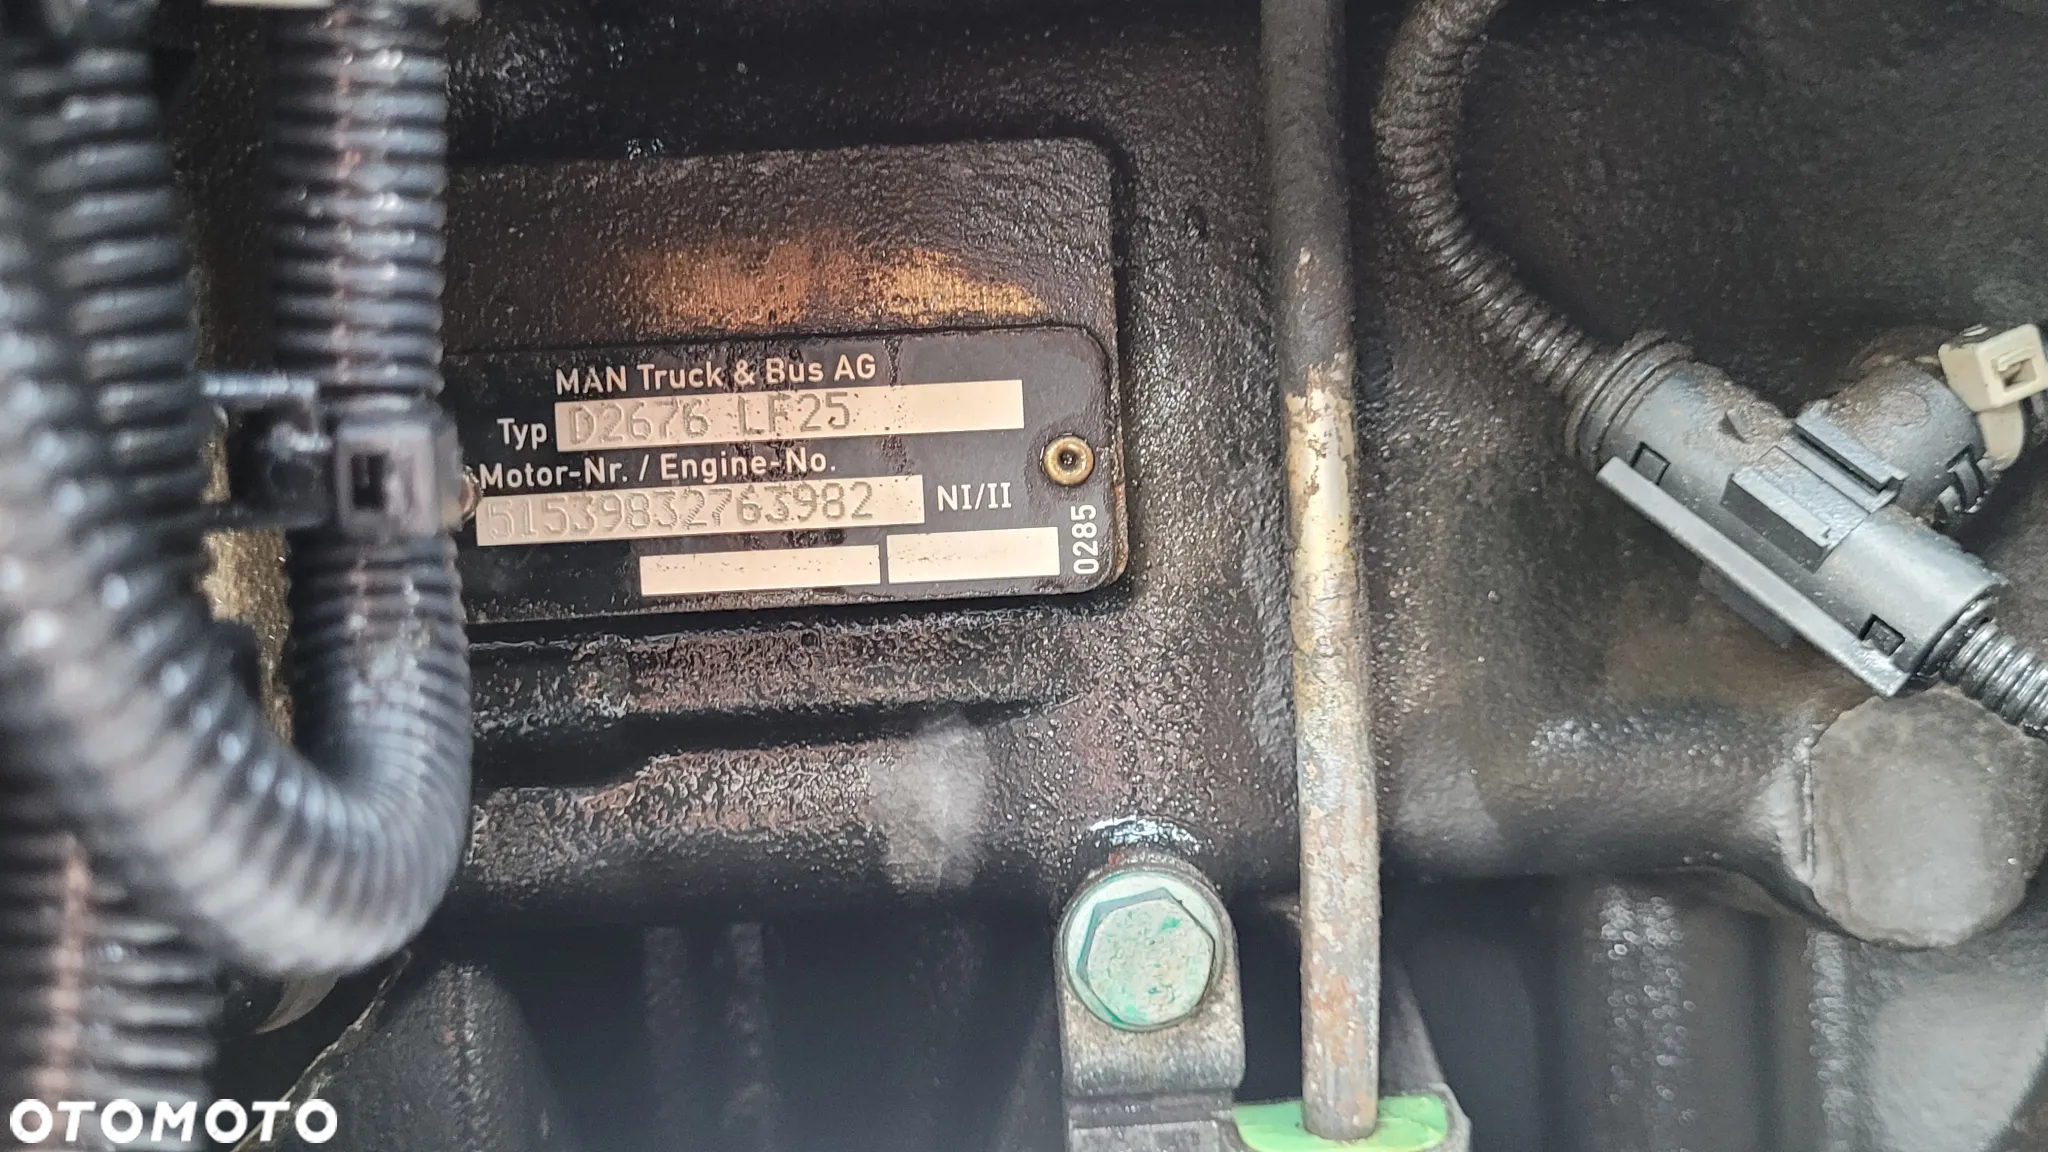 MAN Truck & Bus AG
Typ D2676 LF25
Motor-Nr. / Engine-No.
51539832763982 NI/II
0285
OTOMOTO